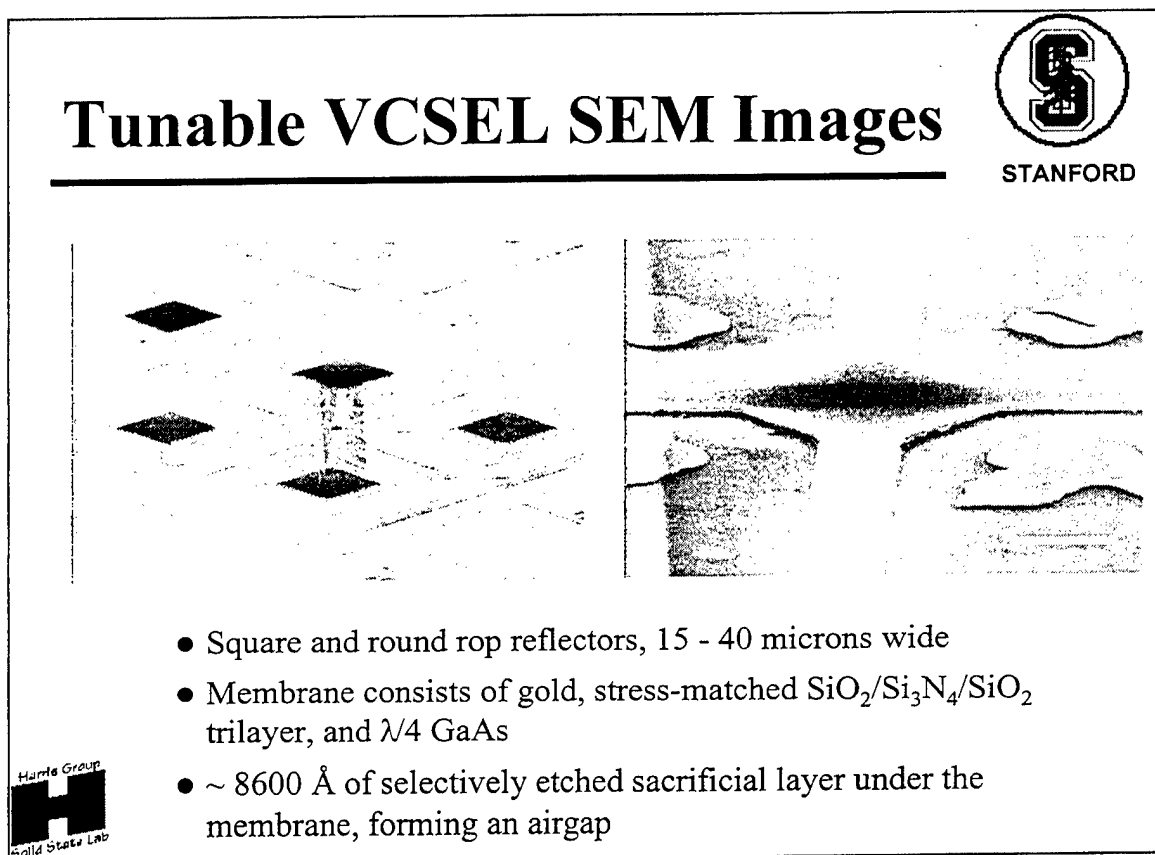 Tunable VCSEL SEM Images
STANFORD
● Square and round rop reflectors, 15 - 40 microns wide
● Membrane consists of gold, stress-matched SiO₂/Si₃N₄/SiO₂
trilayer, and λ/4 GaAs
● ~ 8600 Å of selectively etched sacrificial layer under the
membrane, forming an airgap
Harris Group
H
Solid State Lab